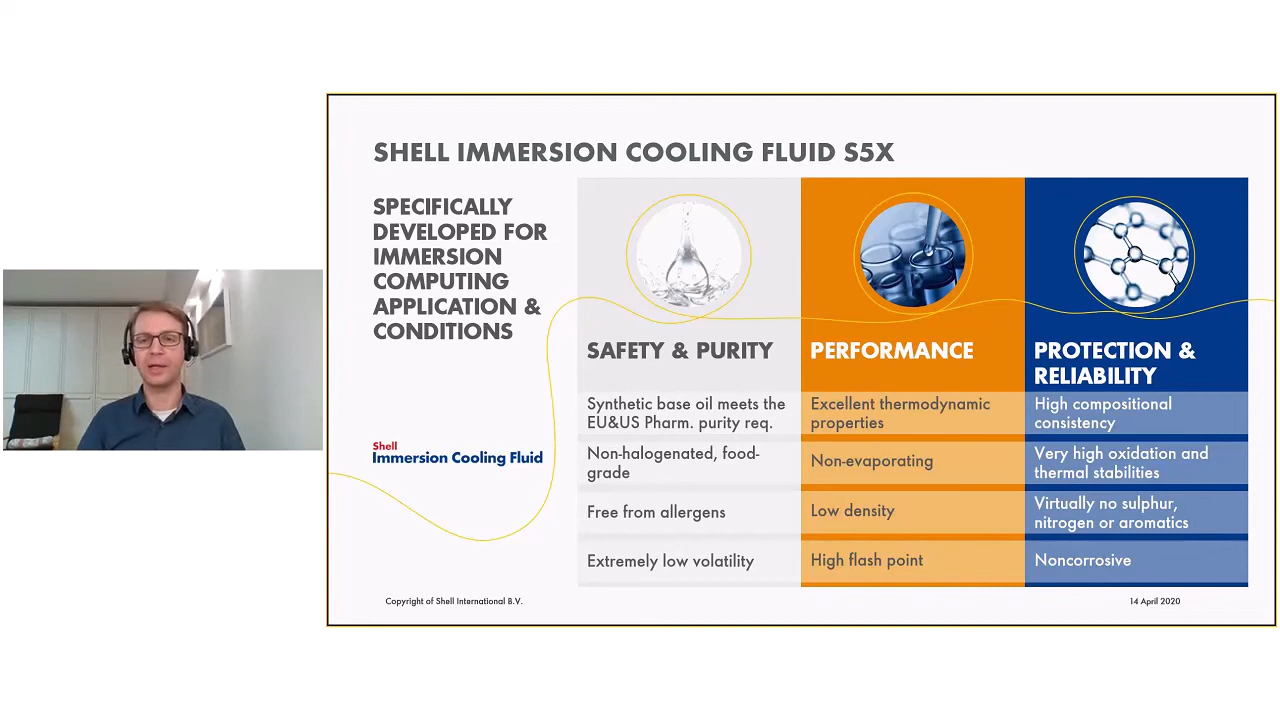 SHELL IMMERSION COOLING FLUID S5X
SPECIFICALLY
DEVELOPED FOR
IMMERSION
COMPUTING
APPLICATION &
CONDITIONS
Shell
Immersion Cooling Fluid
SAFETY & PURITY
Synthetic base oil meets the
EU&US Pharm. purity req.
Non-halogenated, food-
grade
Free from allergens
Extremely low volatility
PERFORMANCE
Excellent thermodynamic
properties
Non-evaporating
Low density
High flash point
PROTECTION &
RELIABILITY
High compositional
consistency
Very high oxidation and
thermal stabilities
Virtually no sulphur,
nitrogen or aromatics
Noncorrosive
Copyright of Shell International B.V.
14 April 2020